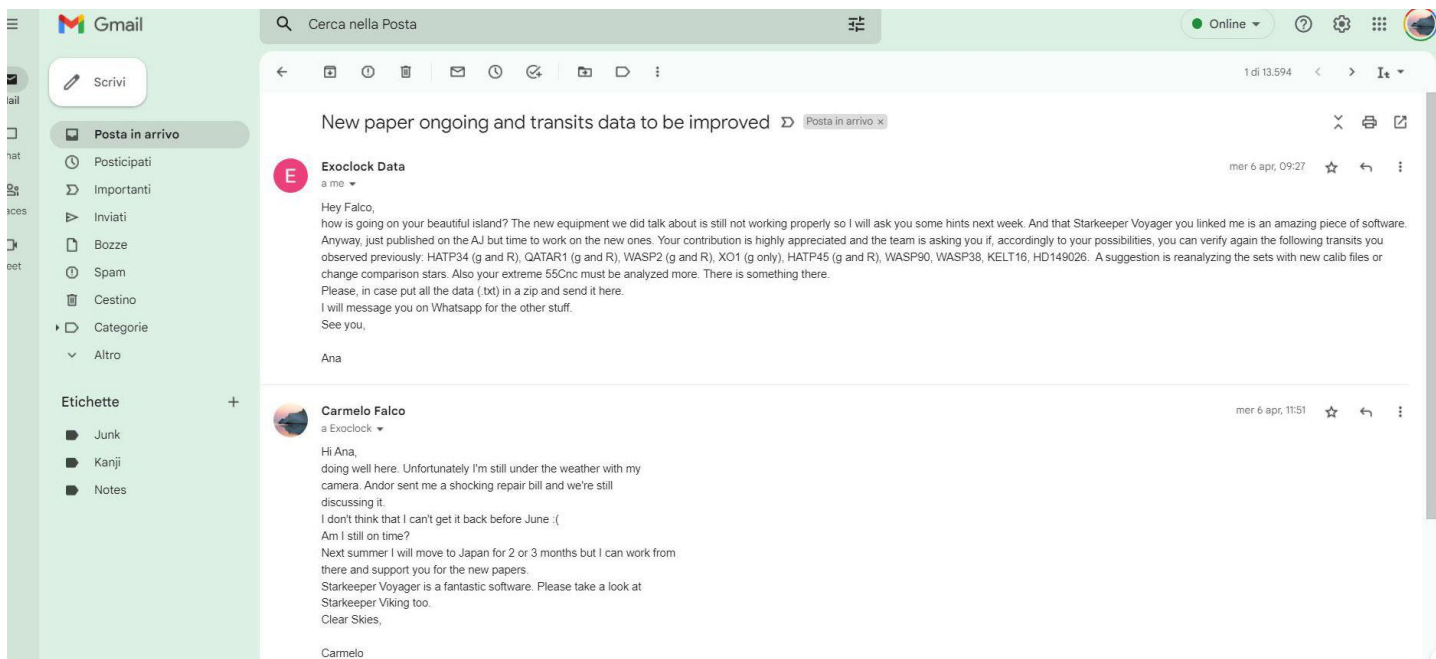 Gmail
Cerca nella Posta
Online
Scrivi
1 di 13.594
New paper ongoing and transits data to be improved
Posta in arrivo ×
Posta in arrivo
Posticipati
Importanti
Inviati
Bozze
Spam
Cestino
Categorie
Altro
Etichette
Junk
Kanji
Notes
E
Exoclock Data
mer 6 apr, 09:27
a me
Hey Falco,
how is going on your beautiful island? The new equipment we did talk about is still not working properly so I will ask you some hints next week. And that Starkeeper Voyager you linked me is an amazing piece of software.
Anyway, just published on the AJ but time to work on the new ones. Your contribution is highly appreciated and the team is asking you if, accordingly to your possibilities, you can verify again the following transits you
observed previously: HATP34 (g and R), QATAR1 (g and R), WASP2 (g and R), XO1 (g only), HATP45 (g and R), WASP90, WASP38, KELT16, HD149026. A suggestion is reanalyzing the sets with new calib files or
change comparison stars. Also your extreme 55Cnc must be analyzed more. There is something there.
Please, in case put all the data (.txt) in a zip and send it here.
I will message you on Whatsapp for the other stuff.
See you,
Ana
Carmelo Falco
mer 6 apr, 11:51
a Exoclock
Hi Ana,
doing well here. Unfortunately I'm still under the weather with my
camera. Andor sent me a shocking repair bill and we're still
discussing it.
I don't think that I can't get it back before June :(
Am I still on time?
Next summer I will move to Japan for 2 or 3 months but I can work from
there and support you for the new papers.
Starkeeper Voyager is a fantastic software. Please take a look at
Starkeeper Viking too.
Clear Skies,
Carmelo